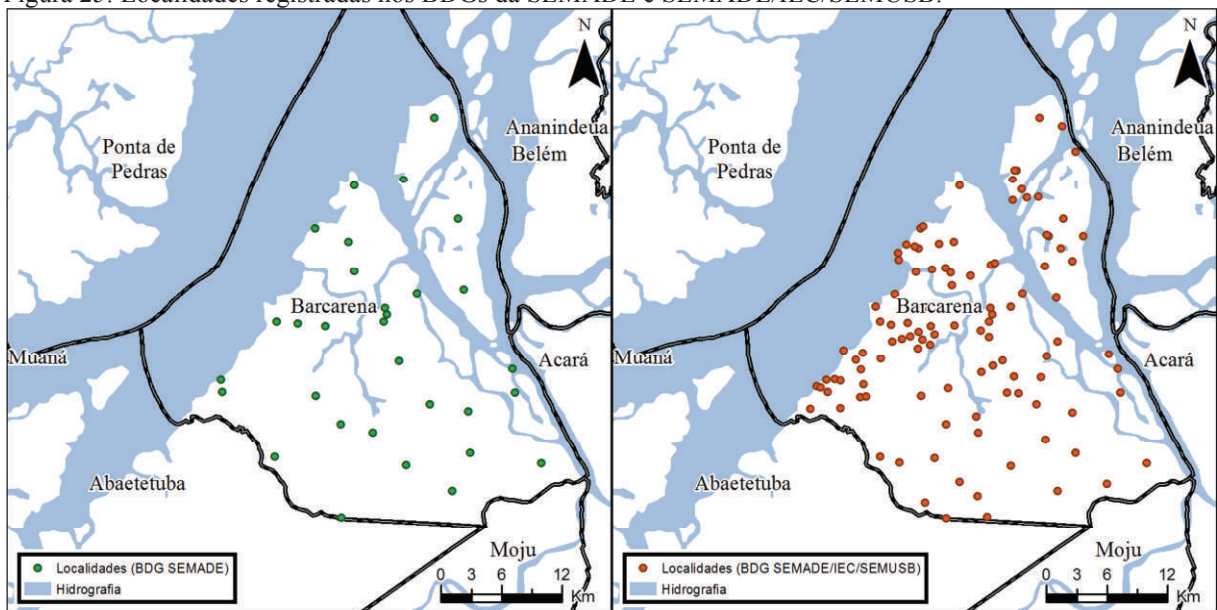 Figura 25: Localidades registradas nos BDGs da SEMADE e SEMADE/IEC/SEMUSB.
N
Ponta de
Pedras
Ananindeua
Belém
Barcarena
Muaná
Acará
Abaetetuba
Moju
Localidades (BDG SEMADE)
Hidrografia
0 3 6 12
Km
N
Ponta de
Pedras
Ananindeua
Belém
Barcarena
Muaná
Acará
Abaetetuba
Moju
Localidades (BDG SEMADE/IEC/SEMUSB)
Hidrografia
0 3 6 12
Km